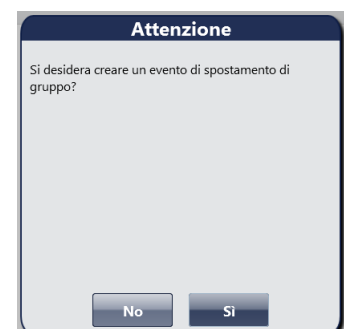 Attenzione
Si desidera creare un evento di spostamento di
gruppo?
No
Sì